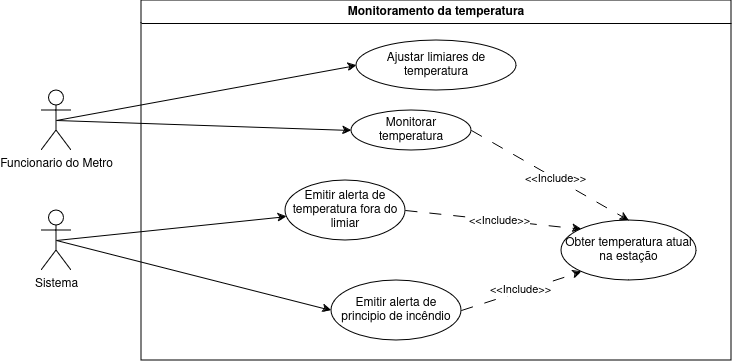 Monitoramento da temperatura
Ajustar limiares de
temperatura
Monitorar
temperatura
Funcionario do Metro
<<Include>>
Emitir alerta de
temperatura fora do
limiar
<<Include>>
Obter temperatura atual
na estação
Sistema
<<Include>>
Emitir alerta de
principio de incêndio